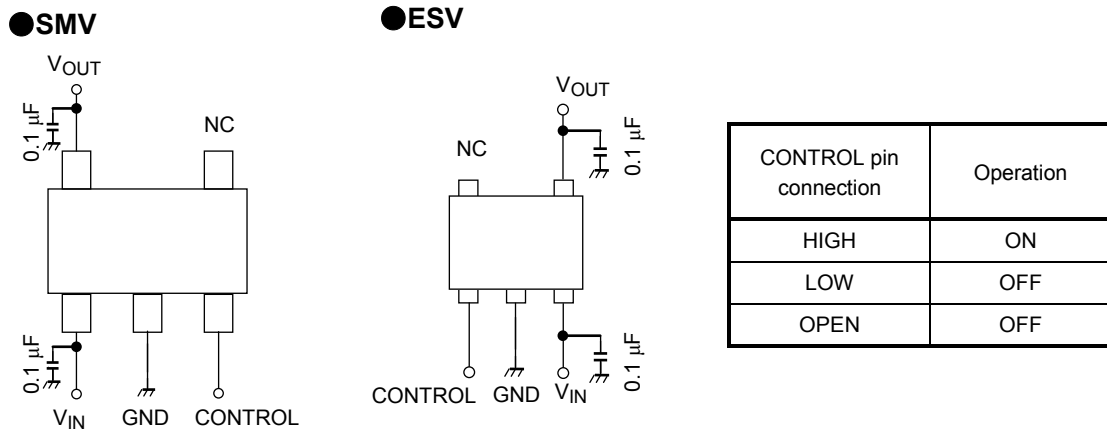 ●SMV
VOUT
0.1 μF
NC
0.1 μF
VIN GND CONTROL
●ESV
VOUT
NC
0.1 μF
0.1 μF
CONTROL GND VIN
CONTROL pin connection Operation
HIGH ON
LOW OFF
OPEN OFF